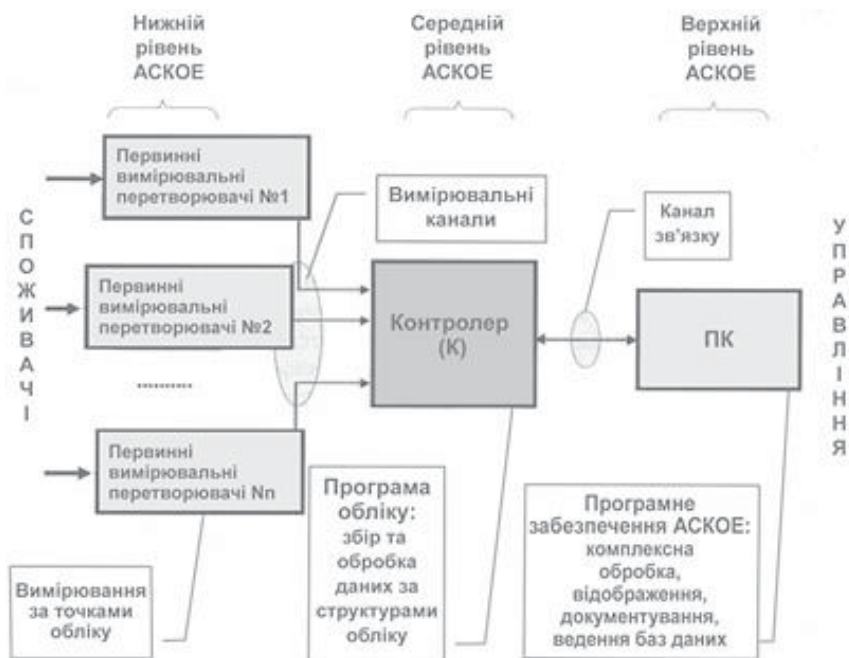 Нижній
рівень
АСКОЕ
Середній
рівень
АСКОЕ
Верхній
рівень
АСКОЕ
СПОЖИВАЧІ
Первинні
вимірювальні
перетворювачі №1
Первинні
вимірювальні
перетворювачі №2
..........
Первинні
вимірювальні
перетворювачі Nn
Вимірювальні
канали
Контролер
(К)
Канал
зв'язку
ПК
УПРАВЛІННЯ
Вимірювання
за точками
обліку
Програма
обліку:
збір та
обробка
даних за
структурами
обліку
Програмне
забезпечення АСКОЕ:
комплексна
обробка,
відображення,
документування,
ведення баз даних